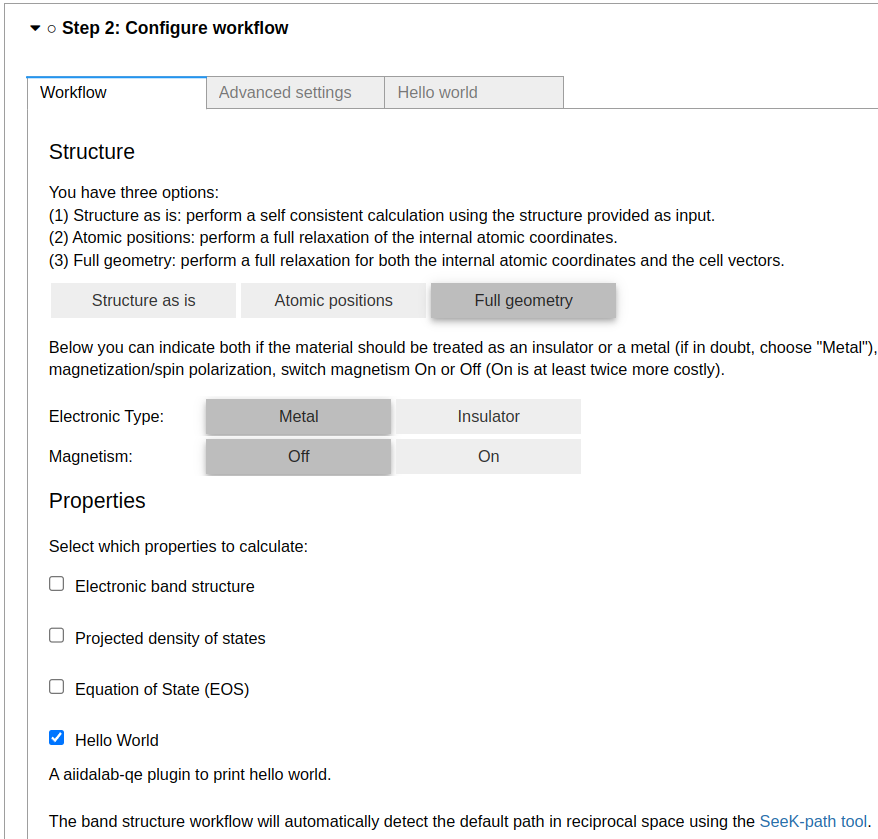 Step 2: Configure workflow
Workflow
Advanced settings
Hello world
Structure
You have three options:
(1) Structure as is: perform a self consistent calculation using the structure provided as input.
(2) Atomic positions: perform a full relaxation of the internal atomic coordinates.
(3) Full geometry: perform a full relaxation for both the internal atomic coordinates and the cell vectors.
Structure as is
Atomic positions
Full geometry
Below you can indicate both if the material should be treated as an insulator or a metal (if in doubt, choose "Metal"),
magnetization/spin polarization, switch magnetism On or Off (On is at least twice more costly).
Electronic Type:
Metal
Insulator
Magnetism:
Off
On
Properties
Select which properties to calculate:
Electronic band structure
Projected density of states
Equation of State (EOS)
Hello World
A aiidalab-qe plugin to print hello world.
The band structure workflow will automatically detect the default path in reciprocal space using the SeeK-path tool.